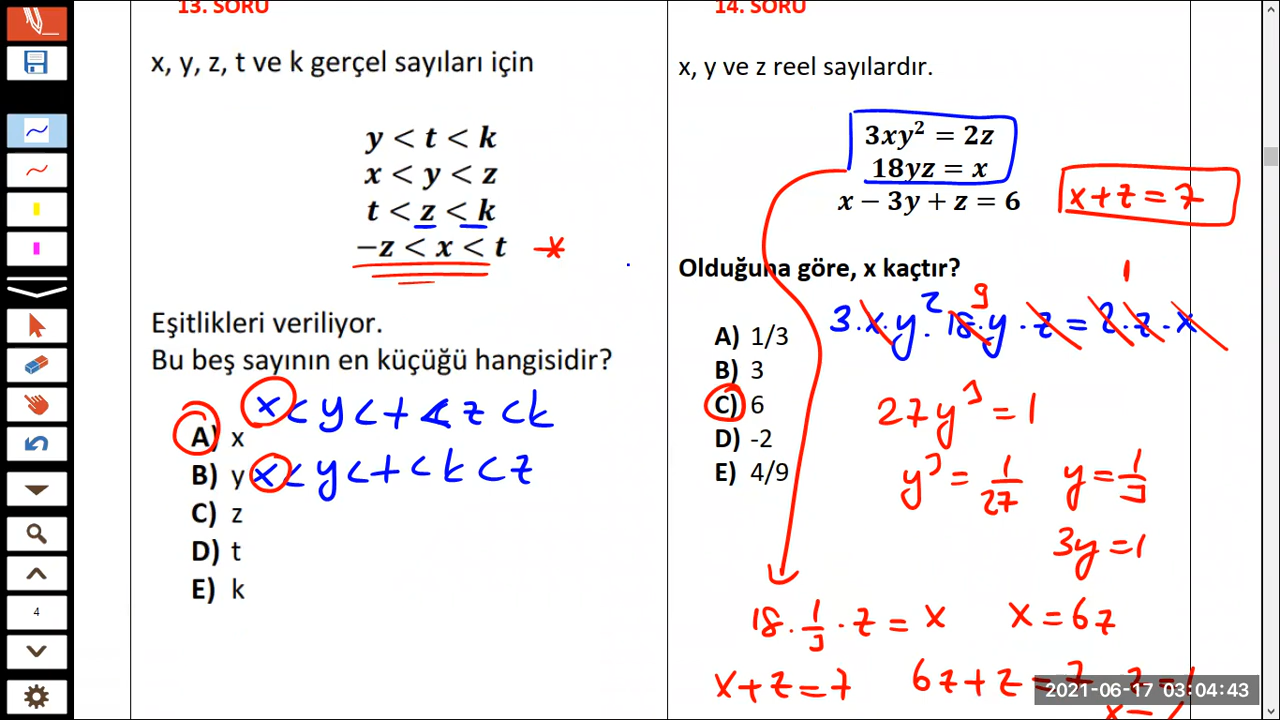 13. SORU
x, y, z, t ve k gerçel sayıları için
y < t < k
x < y < z
t < z < k
−z < x < t *
Eşitlikleri veriliyor.
Bu beş sayının en küçüğü hangisidir?
x < y < t < z < k
A) x
B) y
x < y < t < k < z
C) z
D) t
E) k
14. SORU
x, y ve z reel sayılardır.
3xy² = 2z
18yz = x
x − 3y + z = 6
x + z = 7
Olduğuna göre, x kaçtır?
9 1
3·x·y²·18·y·z = 2·z·x
A) 1/3
B) 3
C) 6
D) -2
E) 4/9
27y³ = 1
y³ = 1/27 y = 1/3
3y = 1
18·1/3·z = x x = 6z
x + z = 7 6z + z = 7
2021-06-17 03:04:43
4